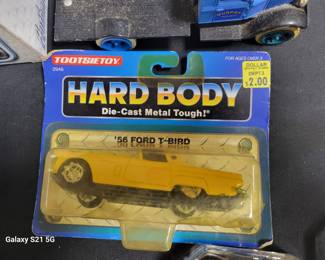 TOOTSIETOY
FOR AGES OVER 3
HARD BODY
Die-Cast Metal Tough!®
DOLLAR
$2.00
'56 FORD T-BIRD
Galaxy S21 5G